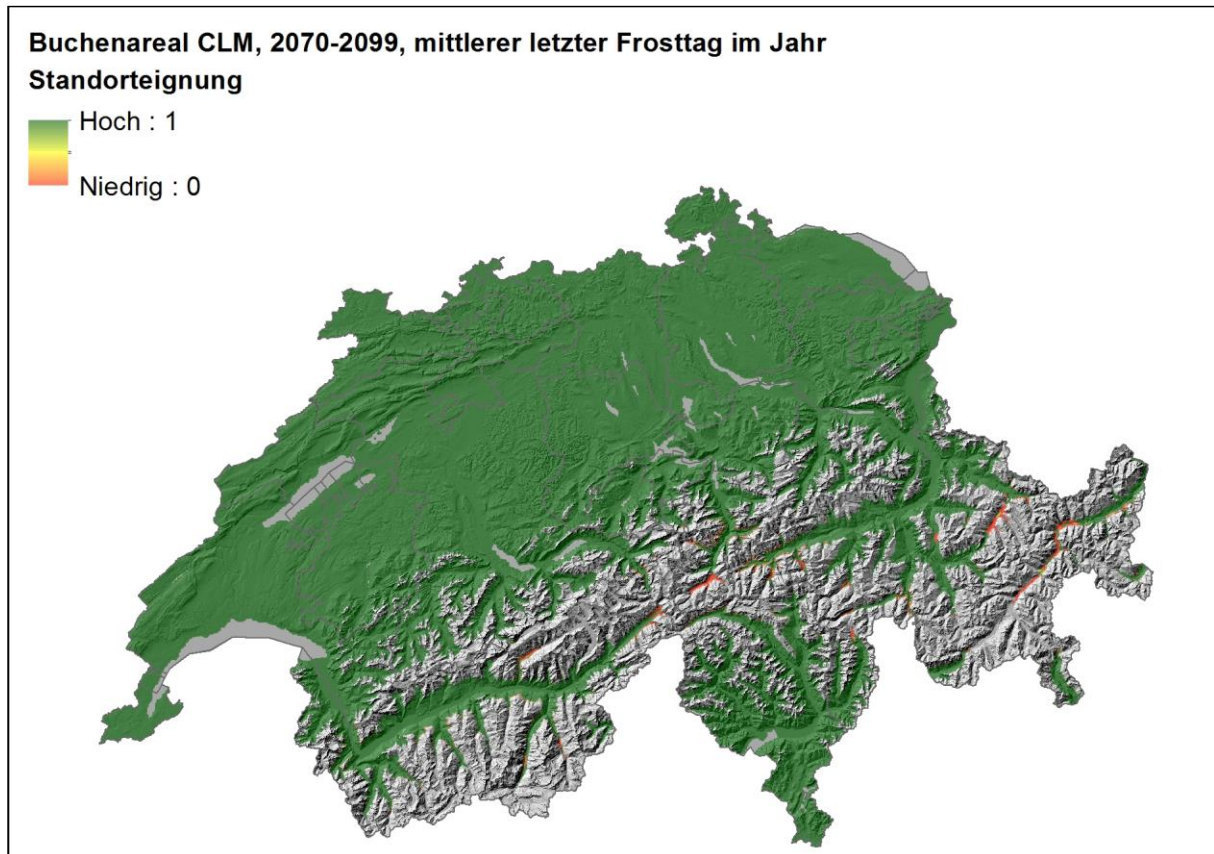 Buchenareal CLM, 2070-2099, mittlerer letzter Frosttag im Jahr
Standorteignung
Hoch : 1
Niedrig : 0